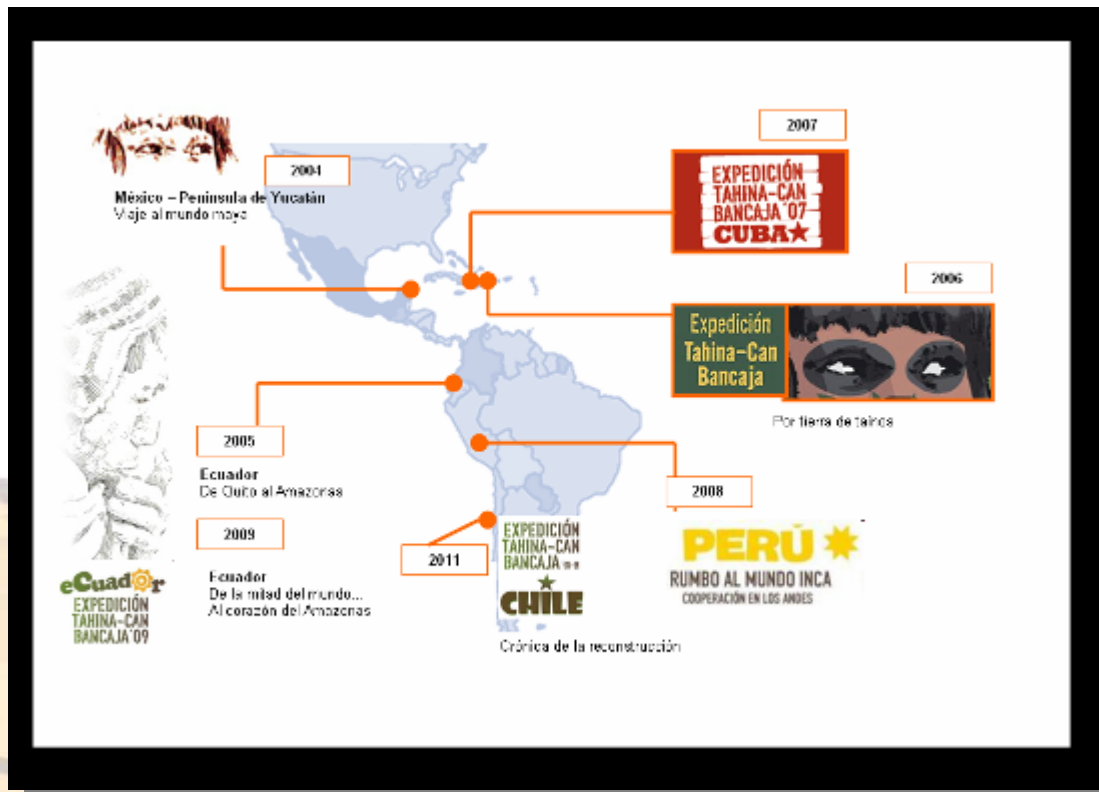 2004
México – Península de Yucatán
Viaje al mundo maya
2007
EXPEDICIÓN
TAHINA-CAN
BANCAJA '07
CUBA
2006
Expedición
Tahina-Can
Bancaja
Por tierra de taínos
2005
Ecuador
De Quito al Amazonas
2009
Ecuador
De la mitad del mundo...
Al corazón del Amazonas
eCuador
EXPEDICIÓN
TAHINA-CAN
BANCAJA'09
2011
EXPEDICIÓN
TAHINA-CAN
BANCAJA
CHILE
Crónica de la reconstrucción
2008
PERÚ
RUMBO AL MUNDO INCA
COOPERACIÓN EN LOS ANDES